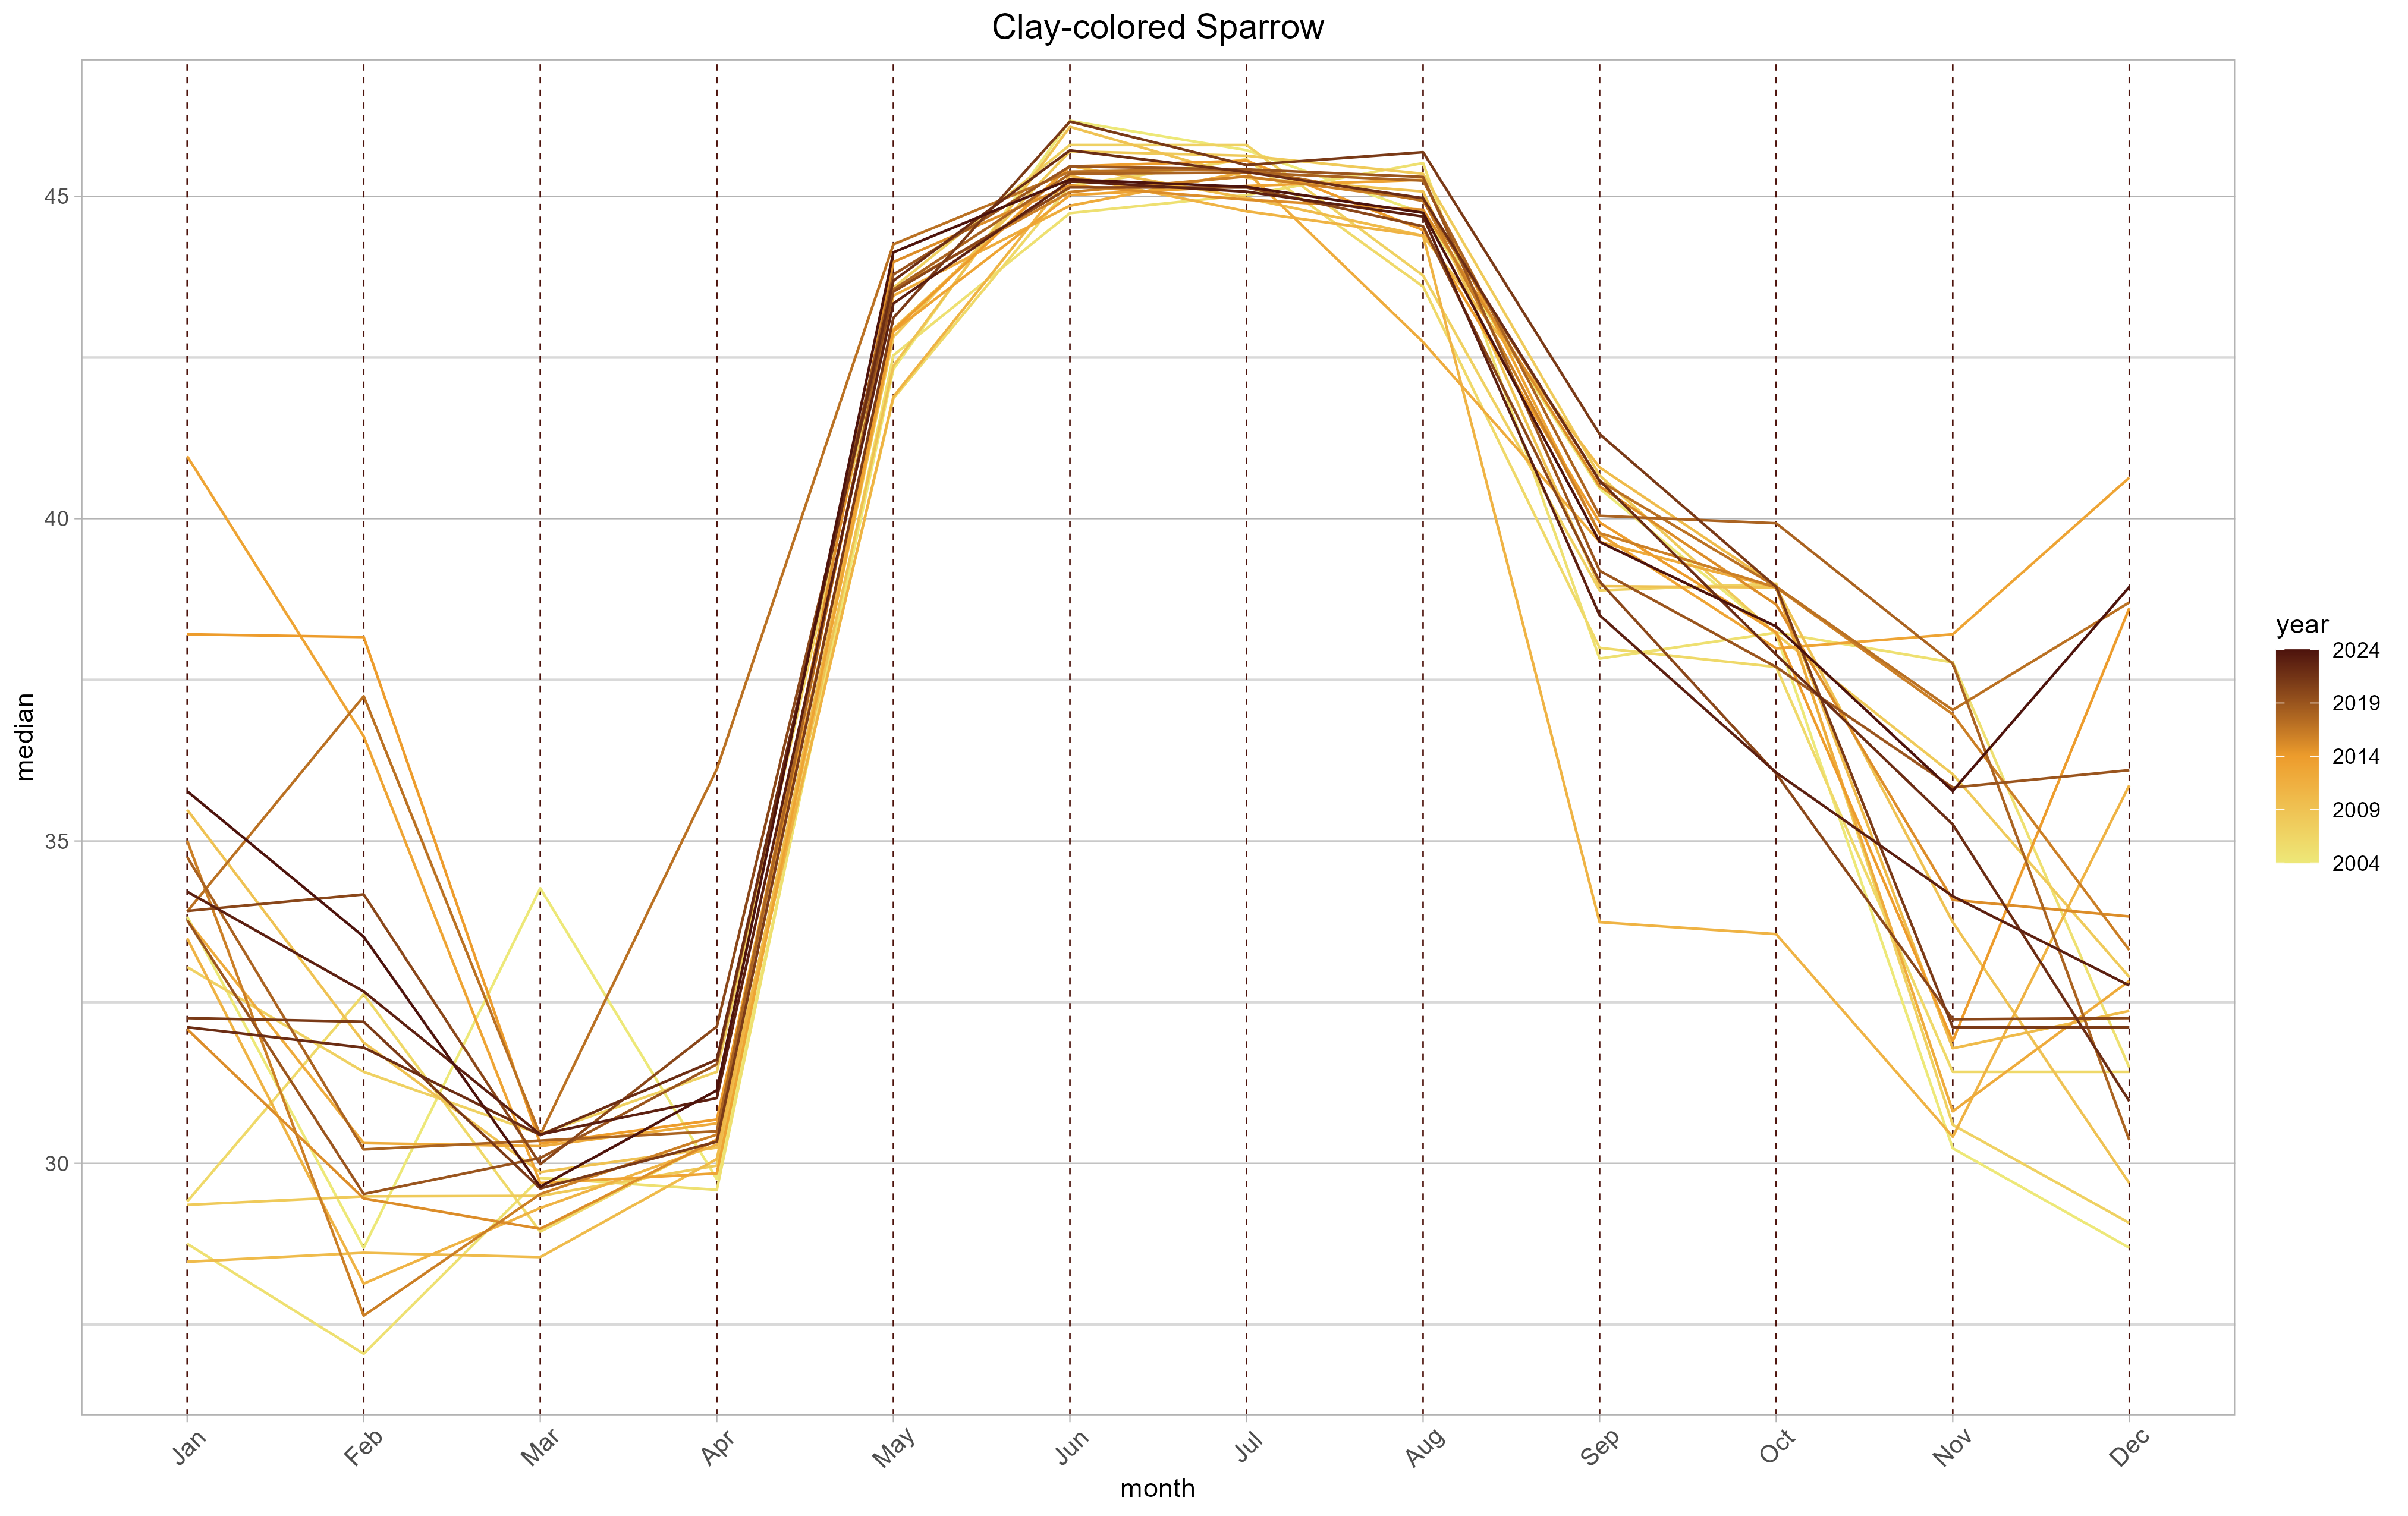 Clay-colored Sparrow
45
40
35
30
median
Jan
Feb
Mar
Apr
May
Jun
Jul
Aug
Sep
Oct
Nov
Dec
month
year
2024
2019
2014
2009
2004